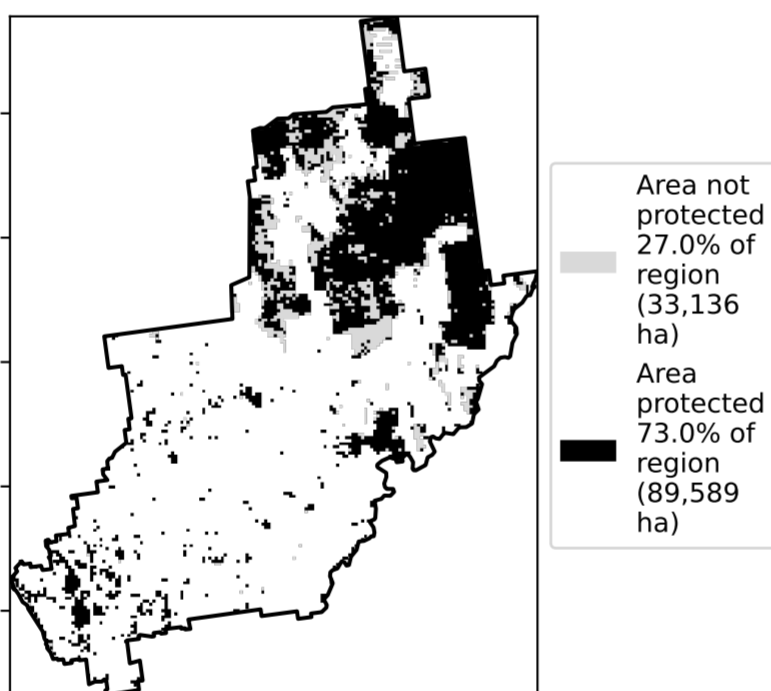 Area not
protected
27.0% of
region
(33,136
ha)
Area
protected
73.0% of
region
(89,589
ha)